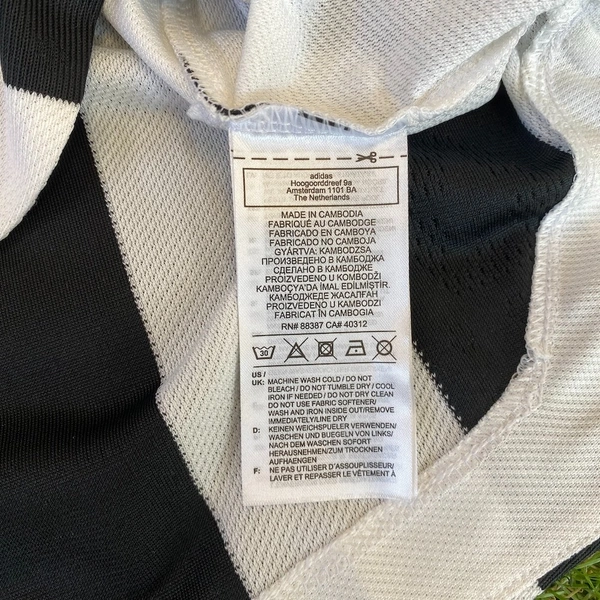 adidas
Hoogoorddreef 9a
Amsterdam 1101 BA
The Netherlands
MADE IN CAMBODIA
FABRIQUÉ AU CAMBODGE
FABRICADO EN CAMBOYA
FABRICADO NO CAMBOJA
GYÁRTVA: KAMBODZSA
ПРОИЗВЕДЕНО В КАМБОДЖА
СДЕЛАНО В КАМБОДЖЕ
PROIZVEDENO U KOMBODŽI
KAMBOÇYA'DA İMAL EDİLMİŞTİR.
КАМБОДЖЕДЕ ЖАСАЛҒАН
PROIZVEDENO U KAMBODZI
FABRICAT ÎN CAMBOGIA
RN# 88387 CA# 40312
30
US /
UK: MACHINE WASH COLD / DO NOT
BLEACH / DO NOT TUMBLE DRY / COOL
IRON IF NEEDED / DO NOT DRY CLEAN
DO NOT USE FABRIC SOFTENER/
WASH AND IRON INSIDE OUT/REMOVE
IMMEDIATELY/LINE DRY
D: KEINEN WEICHSPUELER VERWENDEN/
WASCHEN UND BUEGELN VON LINKS/
NACH DEM WASCHEN SOFORT
HERAUSNEHMEN/ZUM TROCKNEN
AUFHAENGEN
F: NE PAS UTILISER D'ASSOUPLISEUR/
LAVER ET REPASSER LE VÊTEMENT À